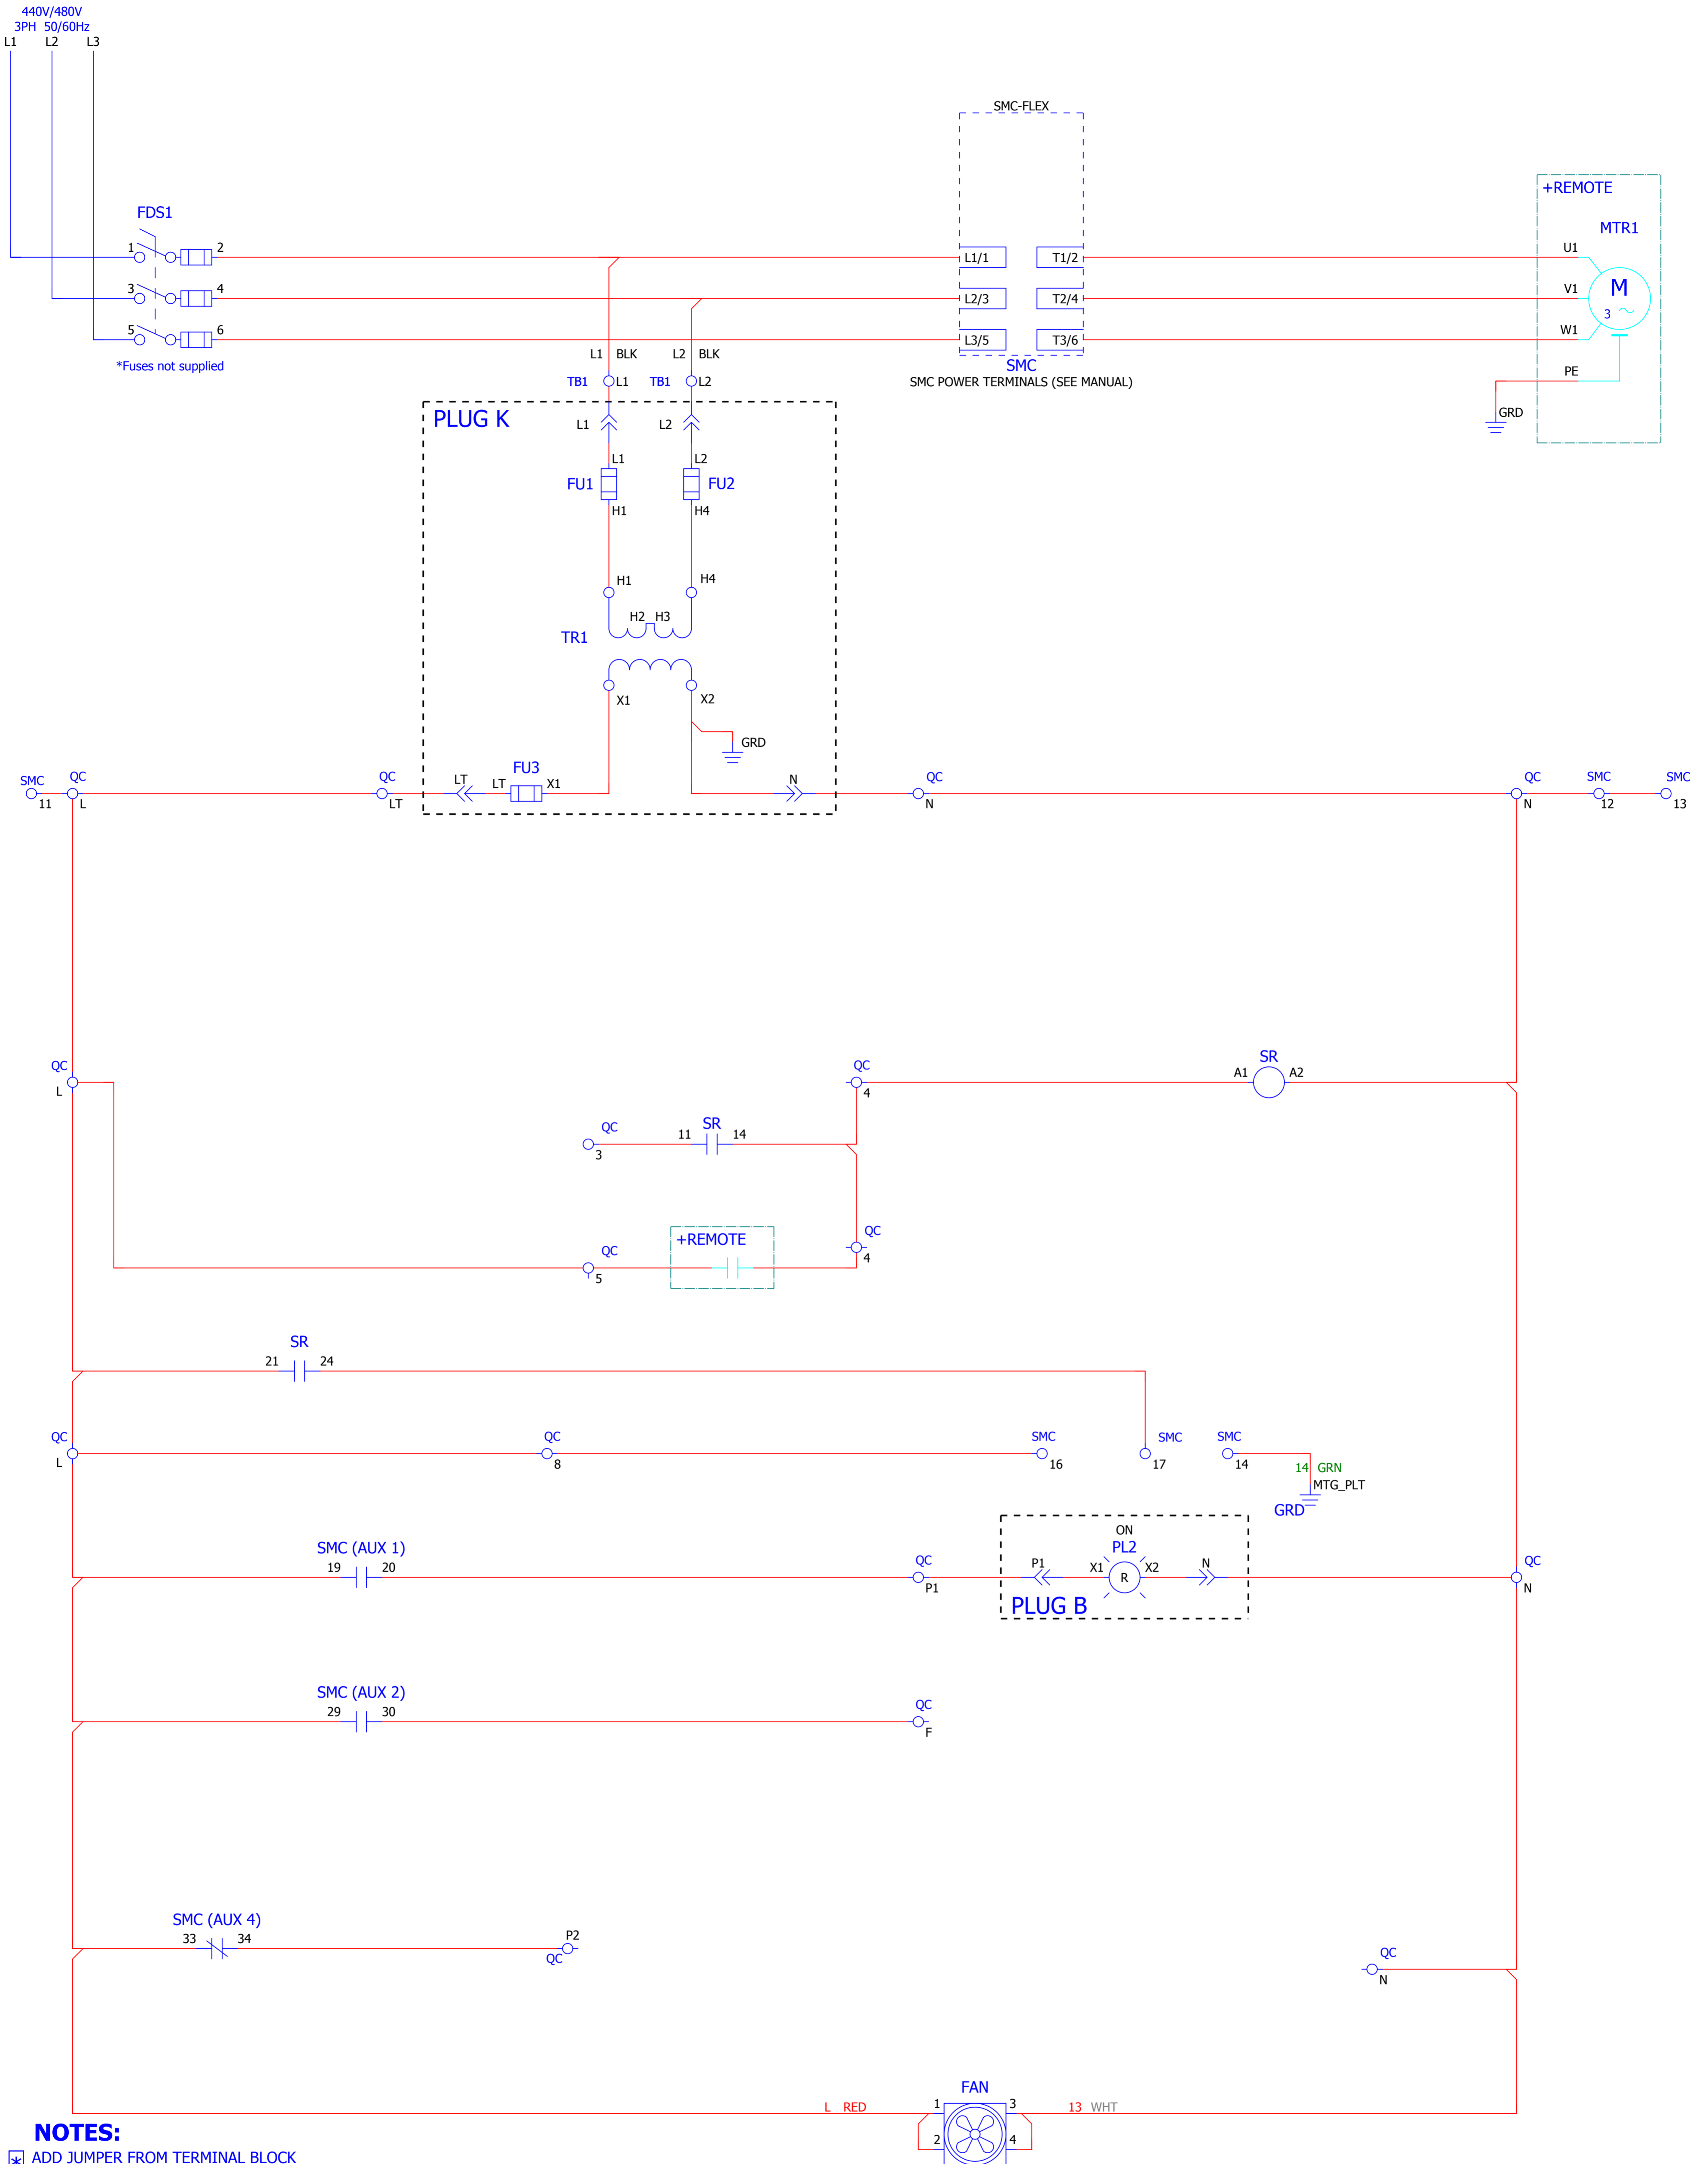 440V/480V
3PH 50/60Hz
L1 L2 L3
SMC-FLEX
+REMOTE
MTR1
FDS1
1 2 L1/1 T1/2 U1
3 4 L2/3 T2/4 V1 M
3
5 6 L3/5 T3/6 W1
*Fuses not supplied
L1 BLK L2 BLK
SMC
SMC POWER TERMINALS (SEE MANUAL)
PE
TB1 L1 TB1 L2
GRD
PLUG K
L1 L2
L1 L2
FU1 FU2
H1 H4
H1 H4
H2 H3
TR1
X1 X2
GRD
SMC QC QC LT LT FU3 X1 N QC QC SMC SMC
11 L LT N N 12 13
QC QC SR
L 4 A1 A2
QC 11 SR 14
3
+REMOTE QC
QC 4
5
SR
21 24
QC QC SMC SMC SMC
L 8 16 17 14
14 GRN
MTG_PLT
GRD
ON
SMC (AUX 1) PL2
19 20 QC P1 X1 R X2 N QC
P1 N
PLUG B
SMC (AUX 2)
29 30 QC
F
SMC (AUX 4)
33 34 P2
QC QC
N
FAN
L RED 1 3 13 WHT
2 4
NOTES:
* ADD JUMPER FROM TERMINAL BLOCK